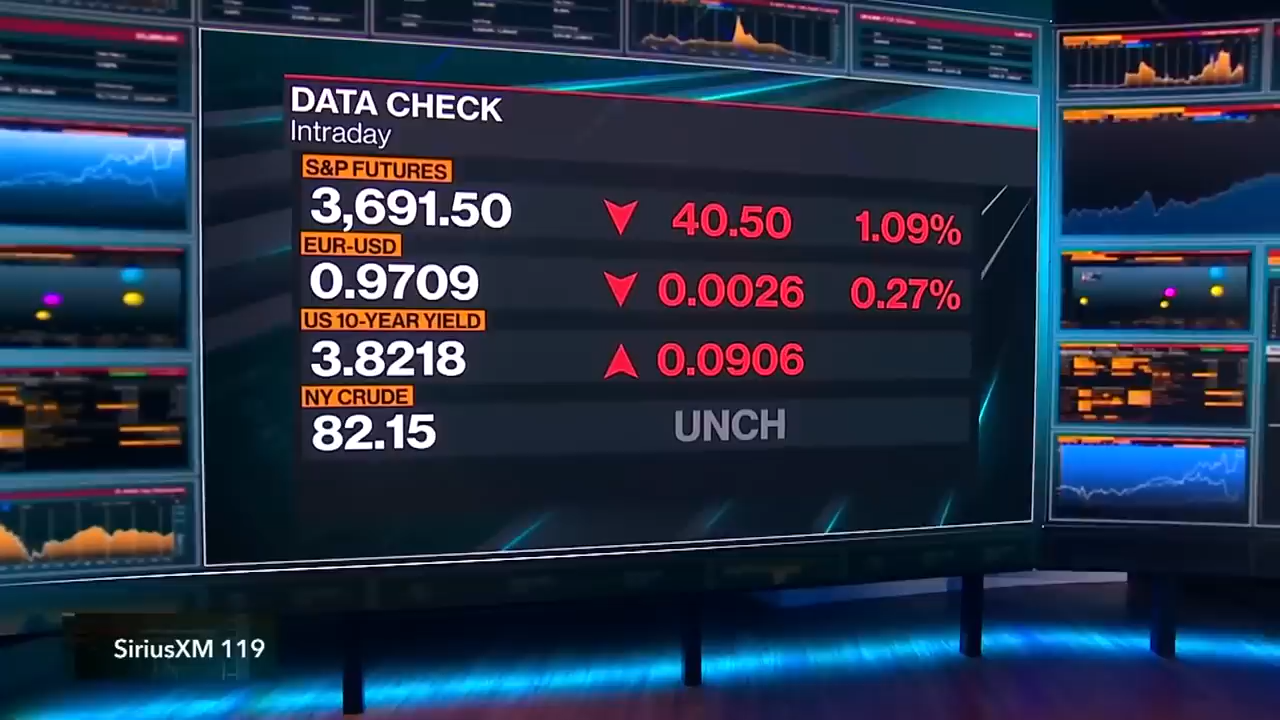 DATA CHECK
Intraday
S&P FUTURES
3,691.50 40.50 1.09%
EUR-USD
0.9709 0.0026 0.27%
US 10-YEAR YIELD
3.8218 0.0906
NY CRUDE
82.15 UNCH
SiriusXM 119